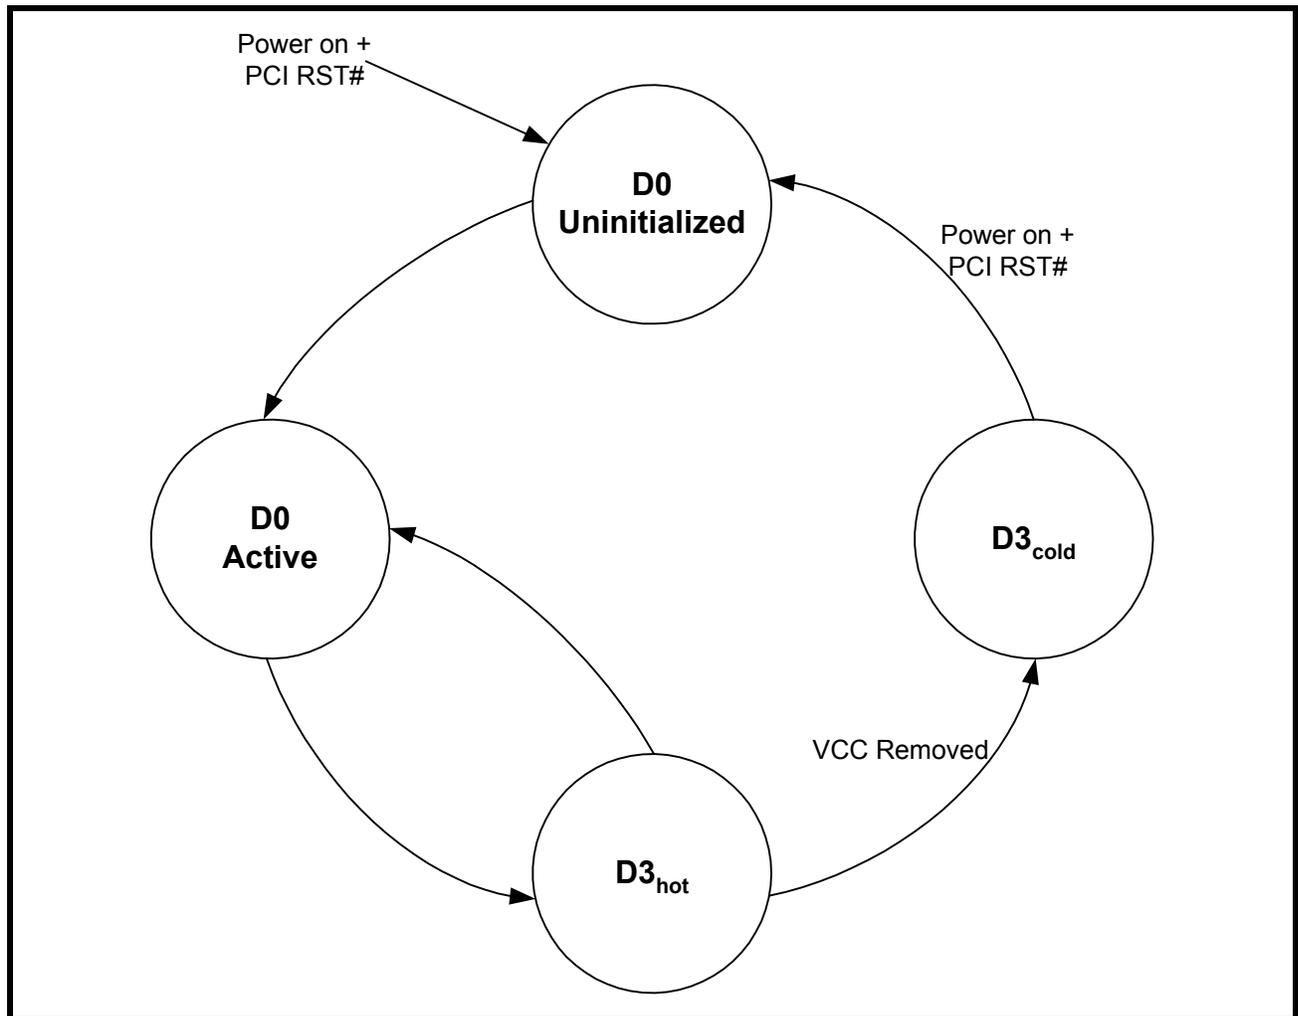 Power on +
PCI RST#
D0
Uninitialized
Power on +
PCI RST#
D0
Active
D3cold
VCC Removed
D3hot